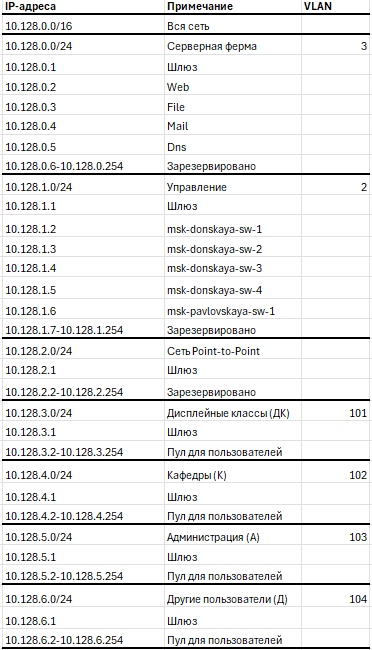 IP-адреса Примечание VLAN
10.128.0.0/16 Вся сеть
10.128.0.0/24 Серверная ферма 3
10.128.0.1 Шлюз
10.128.0.2 Web
10.128.0.3 File
10.128.0.4 Mail
10.128.0.5 Dns
10.128.0.6-10.128.0.254 Зарезервировано
10.128.1.0/24 Управление 2
10.128.1.1 Шлюз
10.128.1.2 msk-donskaya-sw-1
10.128.1.3 msk-donskaya-sw-2
10.128.1.4 msk-donskaya-sw-3
10.128.1.5 msk-donskaya-sw-4
10.128.1.6 msk-pavlovskaya-sw-1
10.128.1.7-10.128.1.254 Зарезервировано
10.128.2.0/24 Сеть Point-to-Point
10.128.2.1 Шлюз
10.128.2.2-10.128.2.254 Зарезервировано
10.128.3.0/24 Дисплейные классы (ДК) 101
10.128.3.1 Шлюз
10.128.3.2-10.128.3.254 Пул для пользователей
10.128.4.0/24 Кафедры (К) 102
10.128.4.1 Шлюз
10.128.4.2-10.128.4.254 Пул для пользователей
10.128.5.0/24 Администрация (А) 103
10.128.5.1 Шлюз
10.128.5.2-10.128.5.254 Пул для пользователей
10.128.6.0/24 Другие пользователи (Д) 104
10.128.6.1 Шлюз
10.128.6.2-10.128.6.254 Пул для пользователей